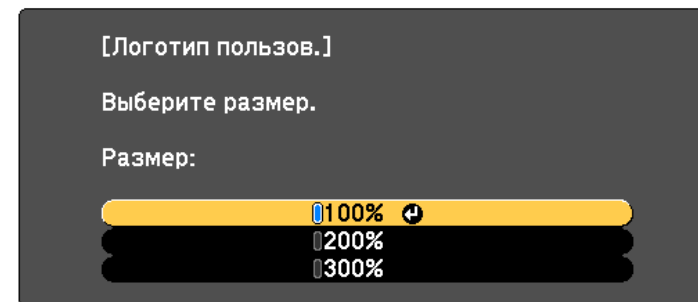 [Логотип пользов.]
Выберите размер.
Размер:
100%
200%
300%